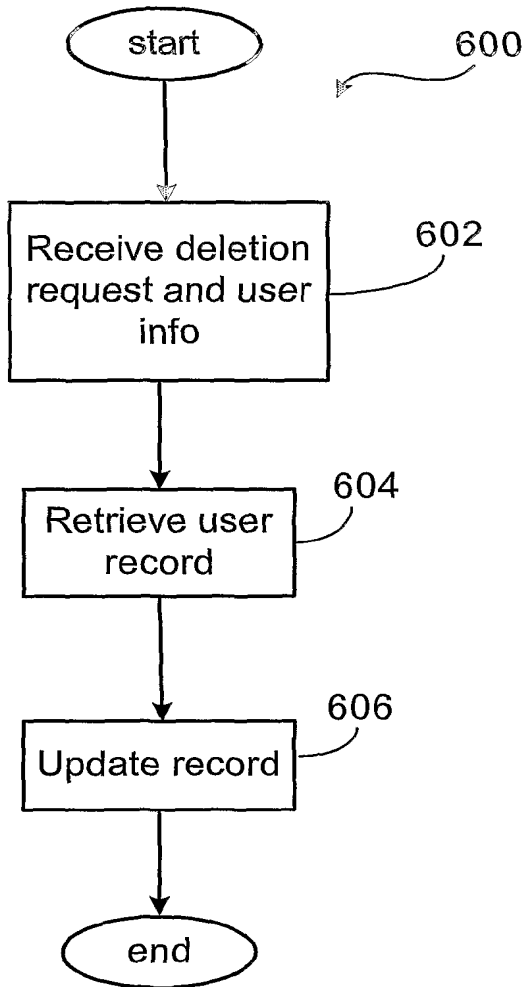 start
600
Receive deletion
request and user
info
602
Retrieve user
record
604
Update record
606
end